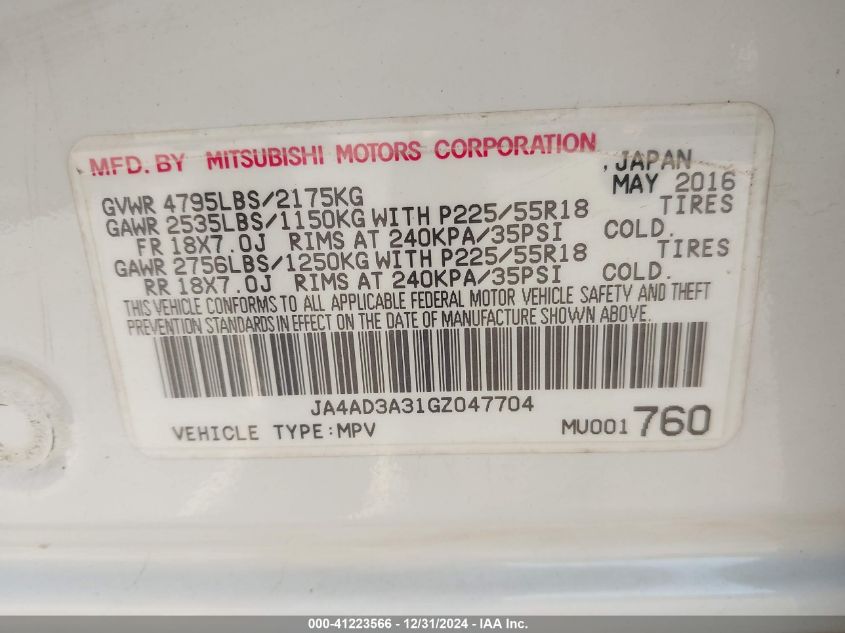 MFD. BY MITSUBISHI MOTORS CORPORATION , JAPAN
MAY 2016
GVWR 4795LBS/2175KG
GAWR 2535LBS/1150KG WITH P225/55R18 TIRES
FR 18X7.0J RIMS AT 240KPA/35PSI COLD.
GAWR 2756LBS/1250KG WITH P225/55R18 TIRES
RR 18X7.0J RIMS AT 240KPA/35PSI COLD.
THIS VEHICLE CONFORMS TO ALL APPLICABLE FEDERAL MOTOR VEHICLE SAFETY AND THEFT
PREVENTION STANDARDS IN EFFECT ON THE DATE OF MANUFACTURE SHOWN ABOVE.
JA4AD3A31GZ047704
VEHICLE TYPE:MPV MU001 760
000-41223566 - 12/31/2024 - IAA Inc.